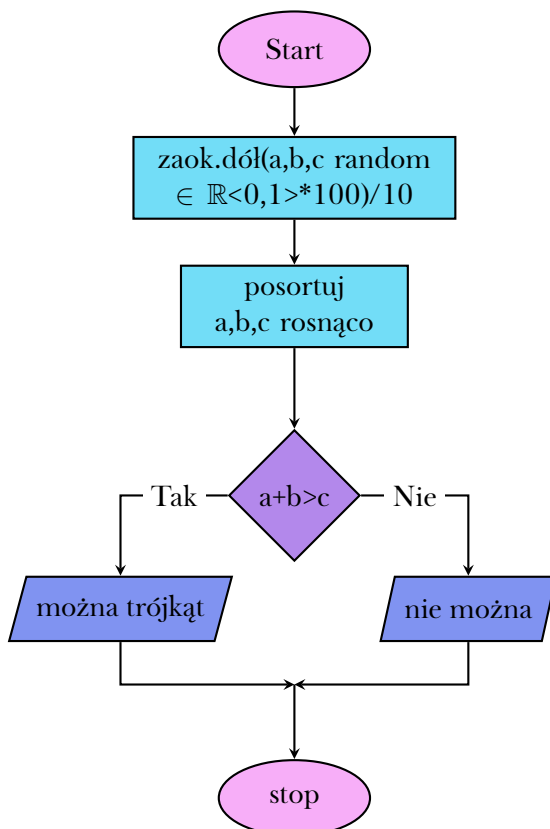 Start
zaok.dół(a,b,c random
∈ ℝ<0,1>*100)/10
posortuj
a,b,c rosnąco
a+b>c
Tak
Nie
można trójkąt
nie można
stop